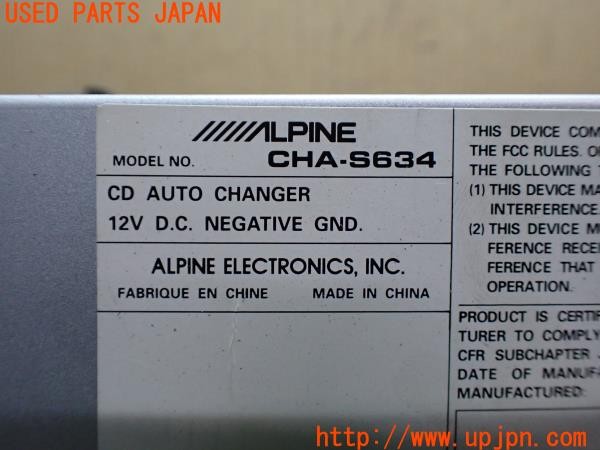 USED PARTS JAPAN
ALPINE
MODEL NO. CHA-S634
CD AUTO CHANGER
12V D.C. NEGATIVE GND.
ALPINE ELECTRONICS, INC.
FABRIQUE EN CHINE MADE IN CHINA
THIS DEVICE COM
THE FCC RULES. O
THE FOLLOWING
(1) THIS DEVICE MA
INTERFERENCE
(2) THIS DEVICE M
FERENCE RECE
FERENCE THAT
OPERATION.
PRODUCT IS CERTIF
TURER TO COMPLY
CFR SUBCHAPTER
DATE OF MANUF
MANUFACTURED:
http://www.upjpn.com/